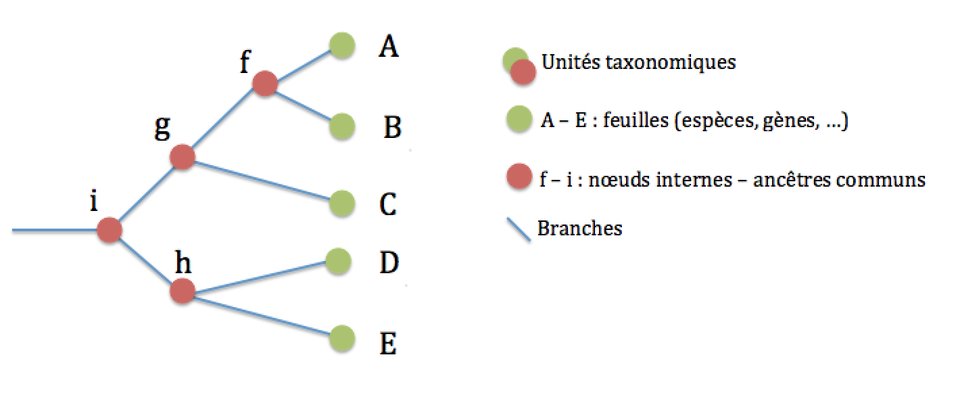 f
A
B
g
C
i
h
D
E
Unités taxonomiques
A – E : feuilles (espèces, gènes, ...)
f – i : nœuds internes – ancêtres communs
Branches